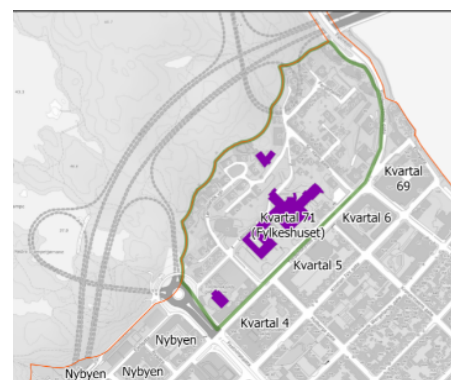 Kvartal
69
Kvartal 71
(Fylkeshuset)
Kvartal 6
Kvartal 5
Kvartal 4
Nybyen
Nybyen
Nybyen